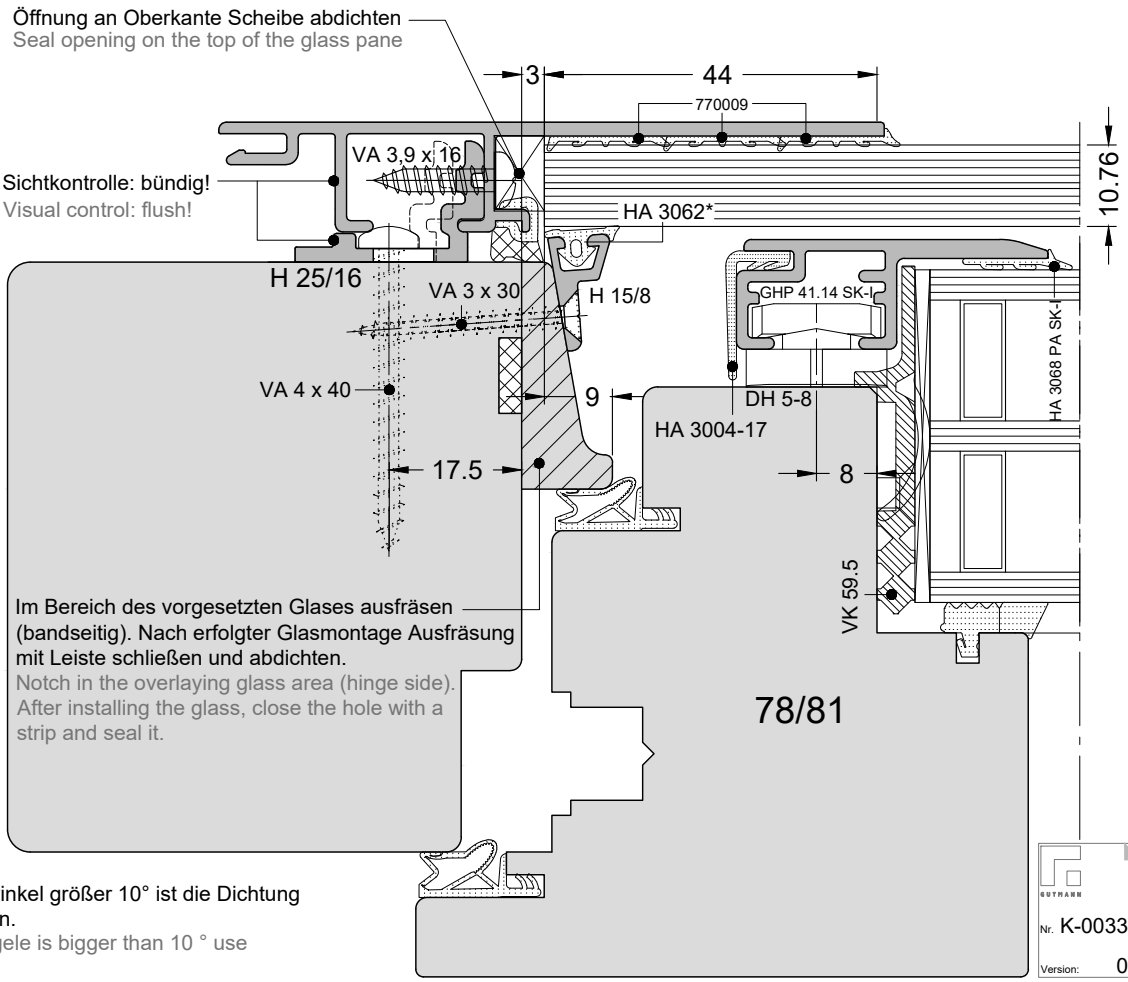 Öffnung an Oberkante Scheibe abdichten
Seal opening on the top of the glass pane
3
44
770009
VA 3,9 x 16
10.76
Sichtkontrolle: bündig!
Visual control: flush!
HA 3062*
H 25/16
VA 3 x 30
H 15/8
GHP 41.14 SK-I
HA 3068 PA SK-I
VA 4 x 40
9
DH 5-8
HA 3004-17
17.5
8
VK 59.5
Im Bereich des vorgesetzten Glases ausfräsen
(bandseitig). Nach erfolgter Glasmontage Ausfräsung
mit Leiste schließen und abdichten.
Notch in the overlaying glass area (hinge side).
After installing the glass, close the hole with a
strip and seal it.
78/81
inkel größer 10° ist die Dichtung
n.
gele is bigger than 10 ° use
GUTMANN
Nr. K-0033
Version: 0